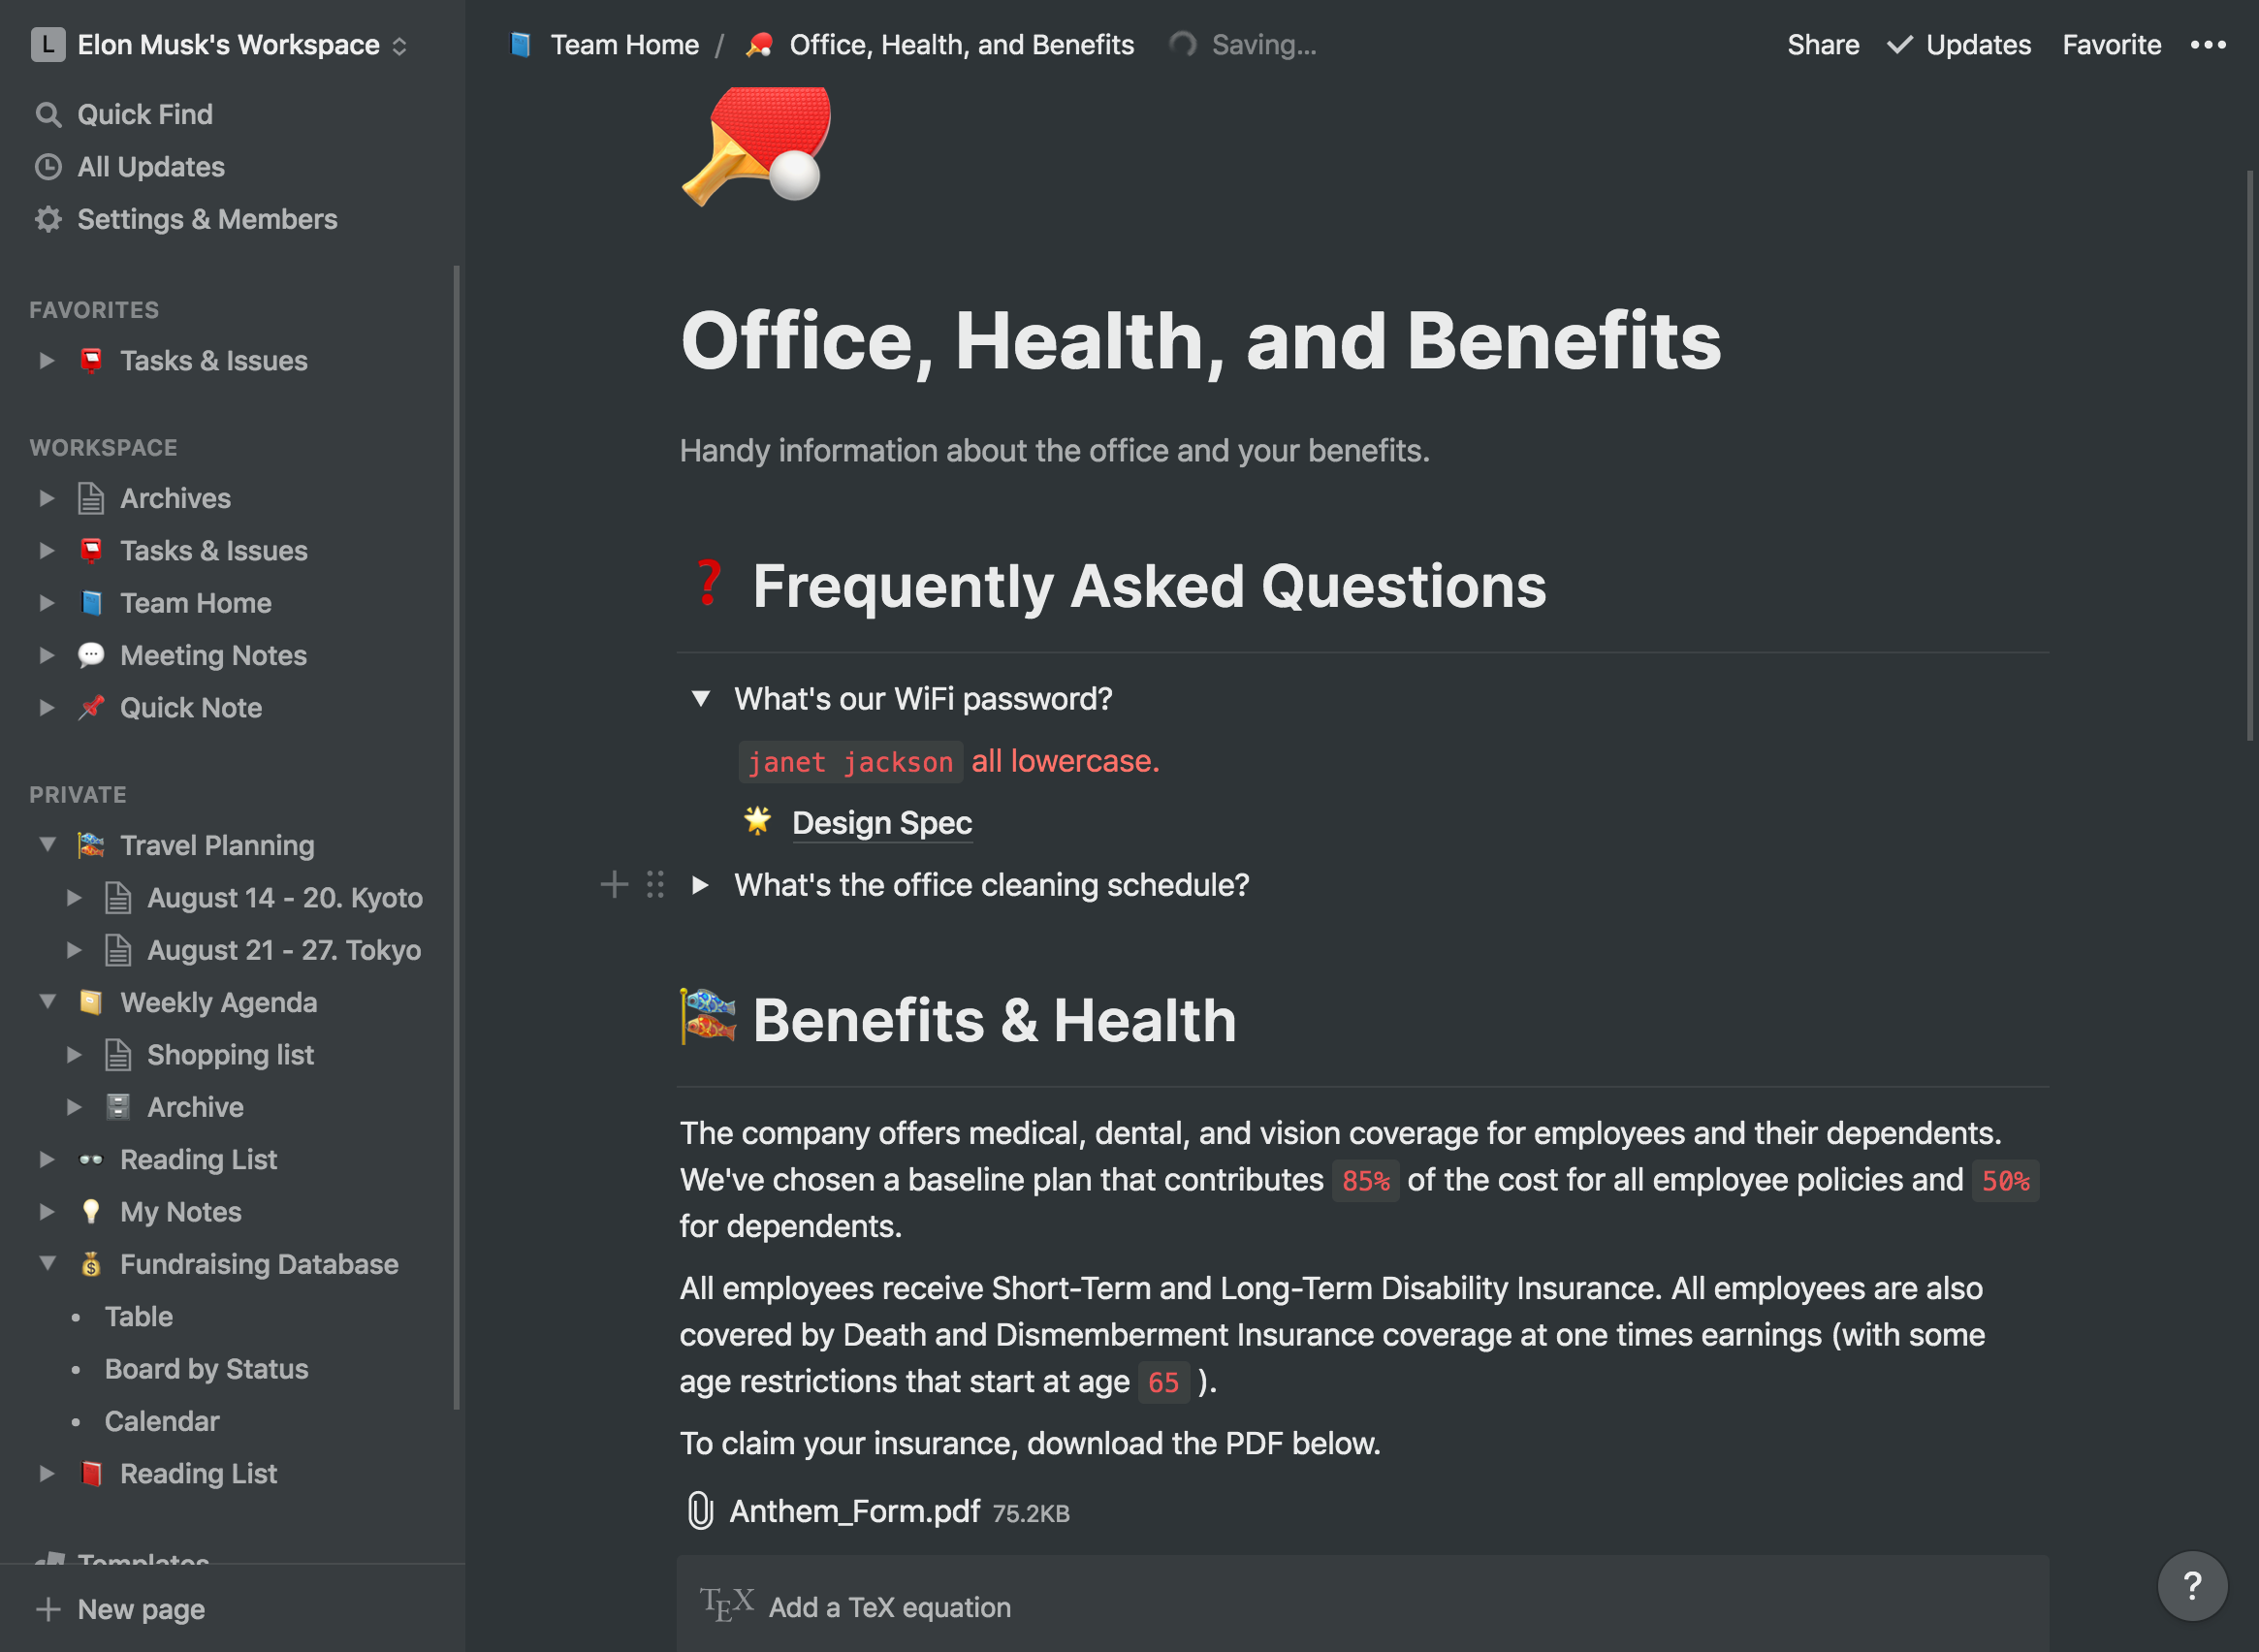 L Elon Musk's Workspace
Quick Find
All Updates
Settings & Members
FAVORITES
Tasks & Issues
WORKSPACE
Archives
Tasks & Issues
Team Home
Meeting Notes
Quick Note
PRIVATE
Travel Planning
August 14 - 20. Kyoto
August 21 - 27. Tokyo
Weekly Agenda
Shopping list
Archive
Reading List
My Notes
Fundraising Database
• Table
• Board by Status
• Calendar
Reading List
Templates
New page
Team Home / Office, Health, and Benefits Saving...
Share Updates Favorite
Office, Health, and Benefits
Handy information about the office and your benefits.
❓ Frequently Asked Questions
What's our WiFi password?
janet jackson all lowercase.
Design Spec
What's the office cleaning schedule?
Benefits & Health
The company offers medical, dental, and vision coverage for employees and their dependents.
We've chosen a baseline plan that contributes 85% of the cost for all employee policies and 50%
for dependents.
All employees receive Short-Term and Long-Term Disability Insurance. All employees are also
covered by Death and Dismemberment Insurance coverage at one times earnings (with some
age restrictions that start at age 65 ).
To claim your insurance, download the PDF below.
Anthem_Form.pdf 75.2KB
TEX Add a TeX equation
?